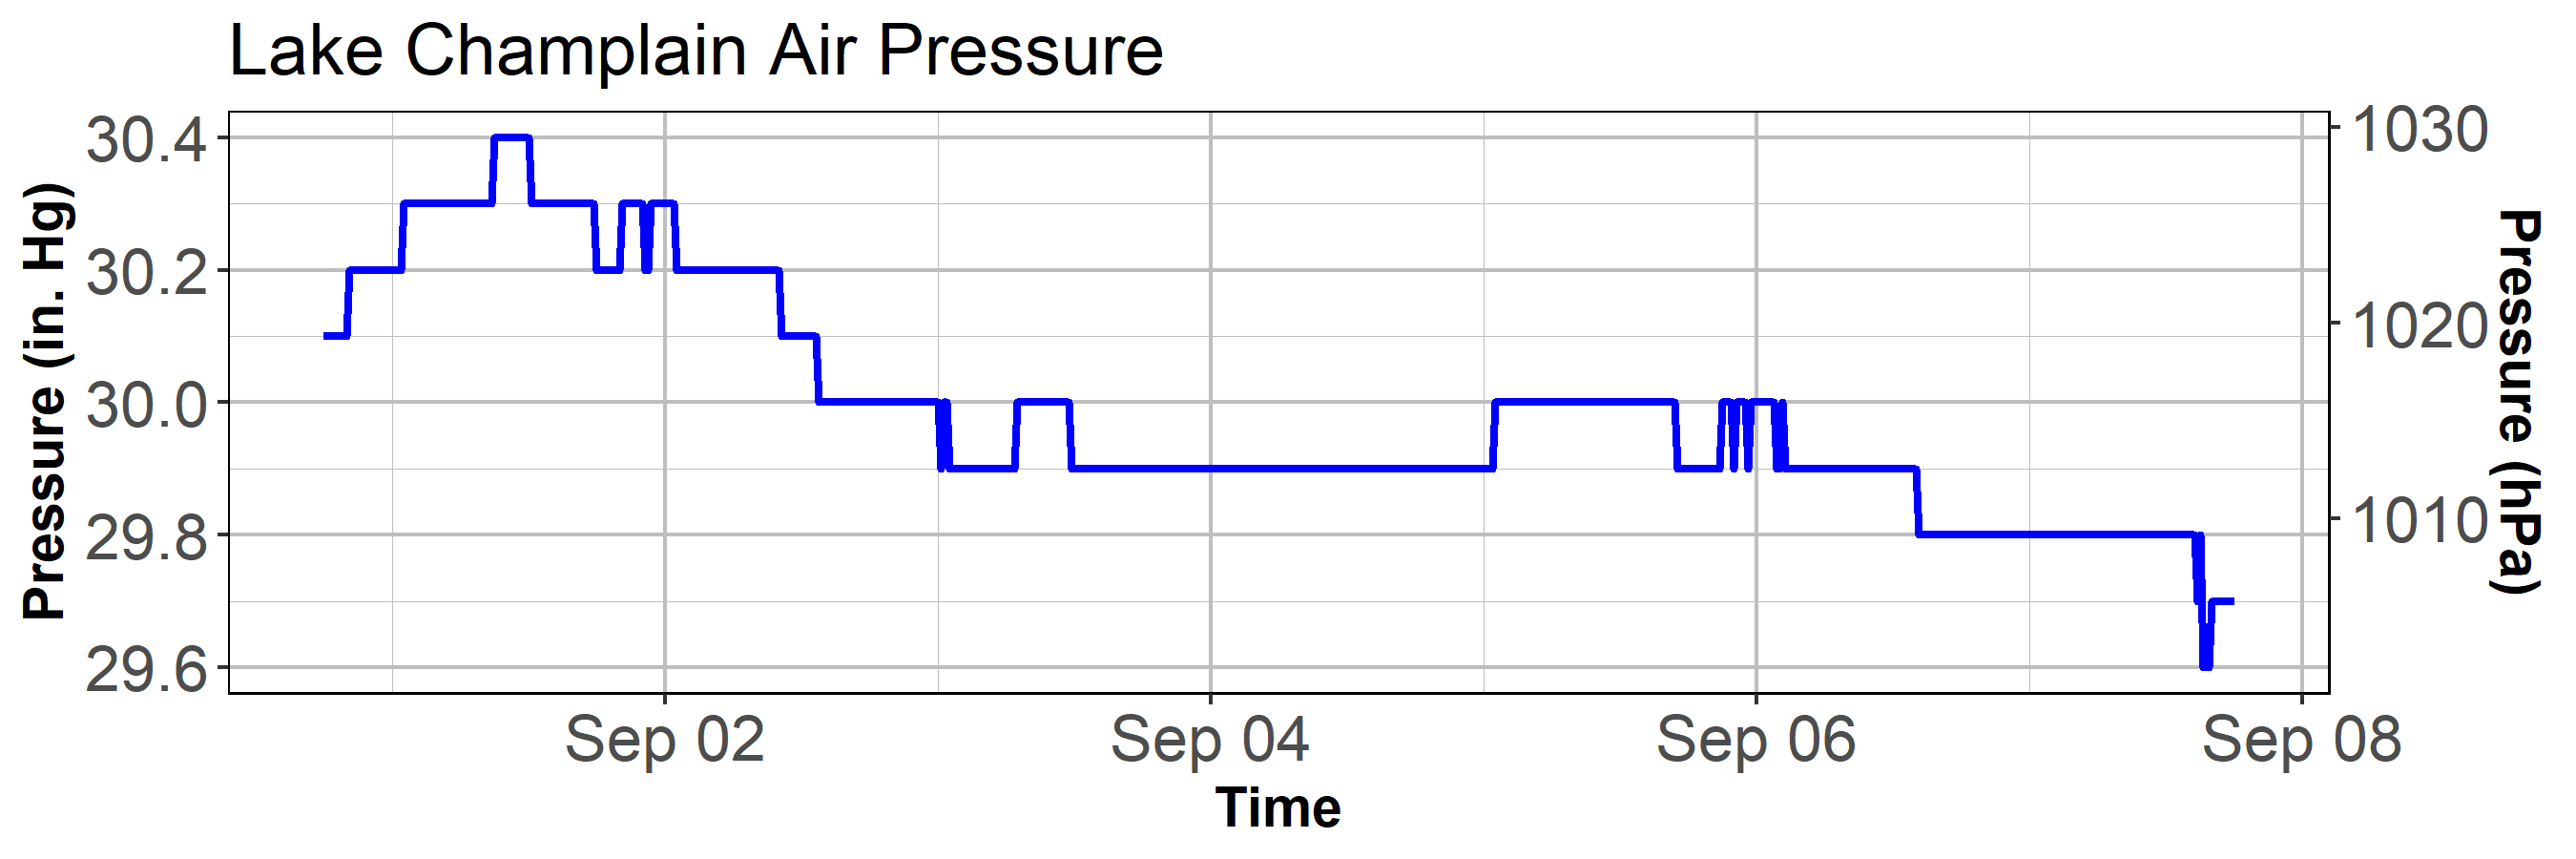 Lake Champlain Air Pressure
Pressure (in. Hg)
30.4
30.2
30.0
29.8
29.6
1030
1020
1010
Pressure (hPa)
Sep 02 Sep 04 Sep 06 Sep 08
Time